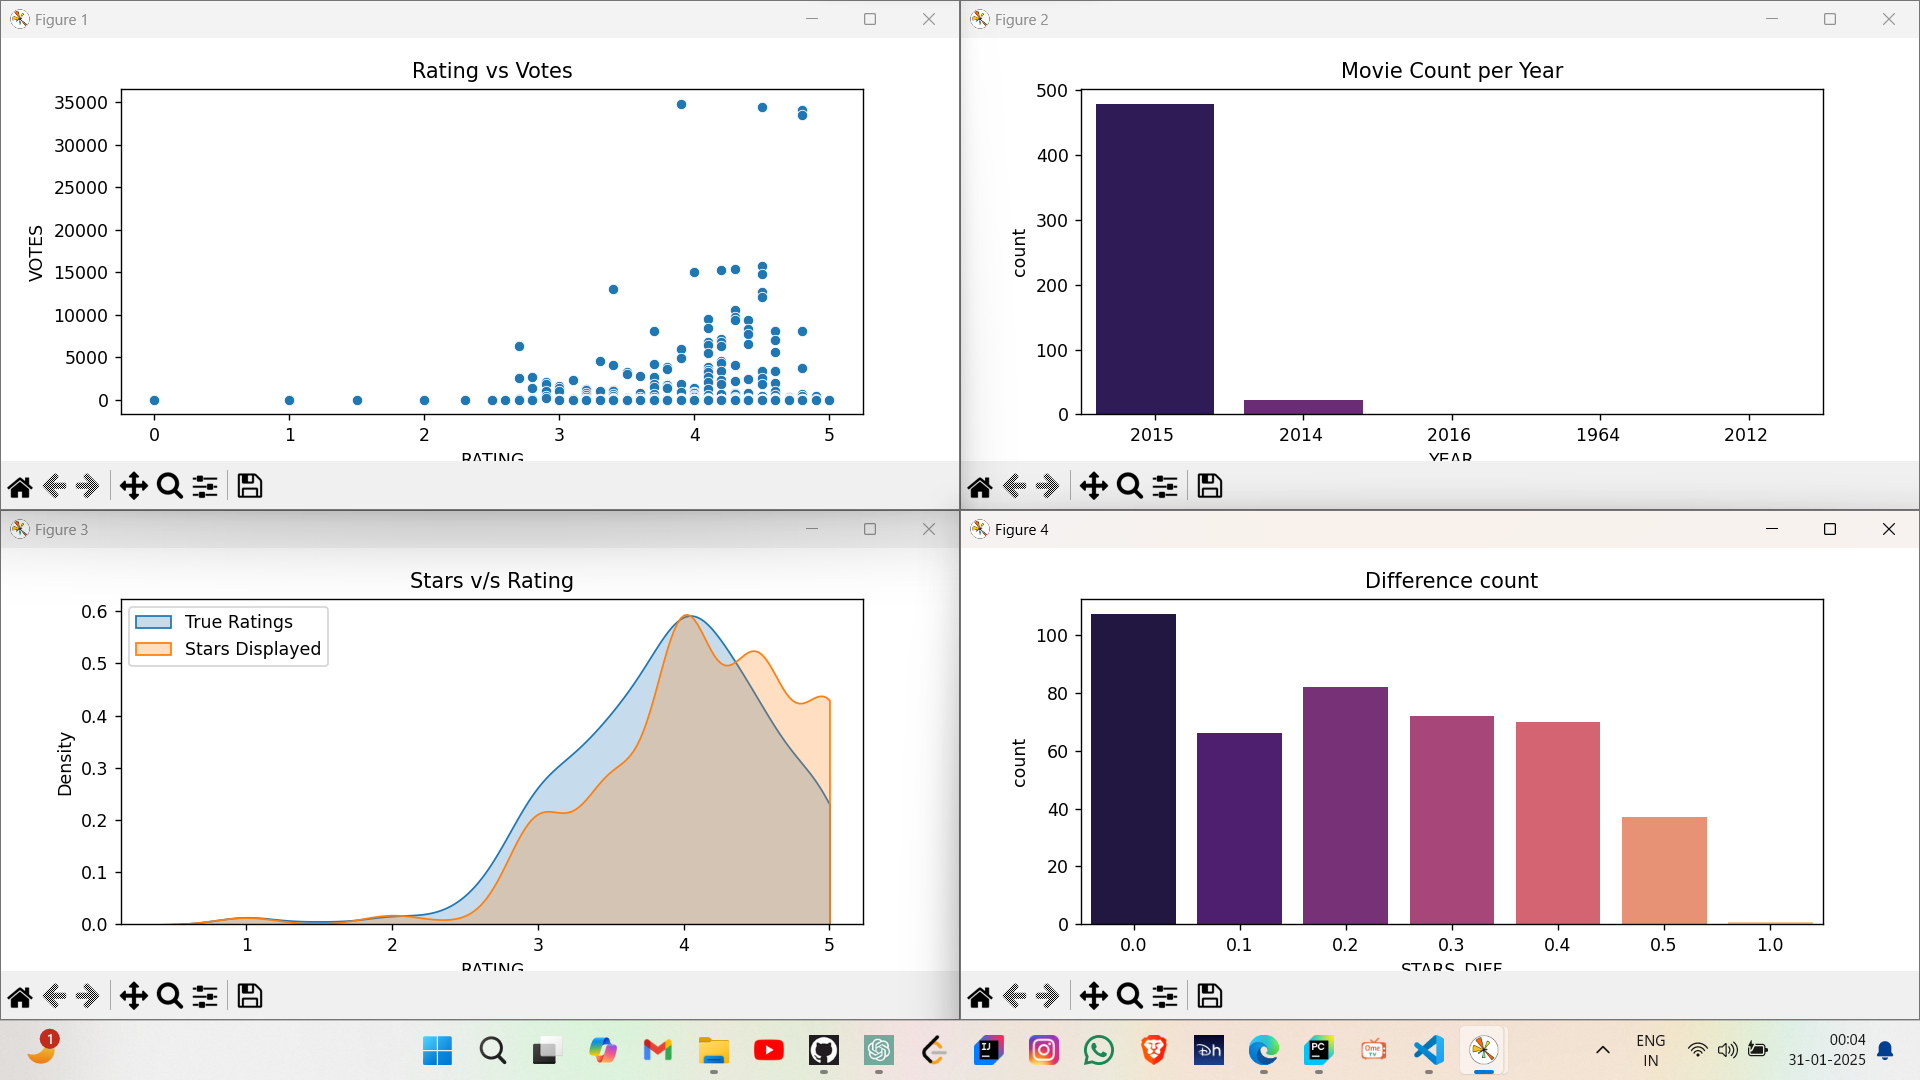 Figure 1
Rating vs Votes
35000
30000
25000
20000
15000
10000
5000
0
VOTES
0 1 2 3 4 5
RATING
Figure 2
Movie Count per Year
500
400
300
200
100
0
count
2015 2014 2016 1964 2012
YEAR
Figure 3
Stars v/s Rating
True Ratings
Stars Displayed
0.6
0.5
0.4
0.3
0.2
0.1
0.0
Density
1 2 3 4 5
RATING
Figure 4
Difference count
100
80
60
40
20
0
count
0.0 0.1 0.2 0.3 0.4 0.5 1.0
STARS_DIFF
1
IJ
Dh
PC
Ome
TV
ENG
IN
00:04
31-01-2025